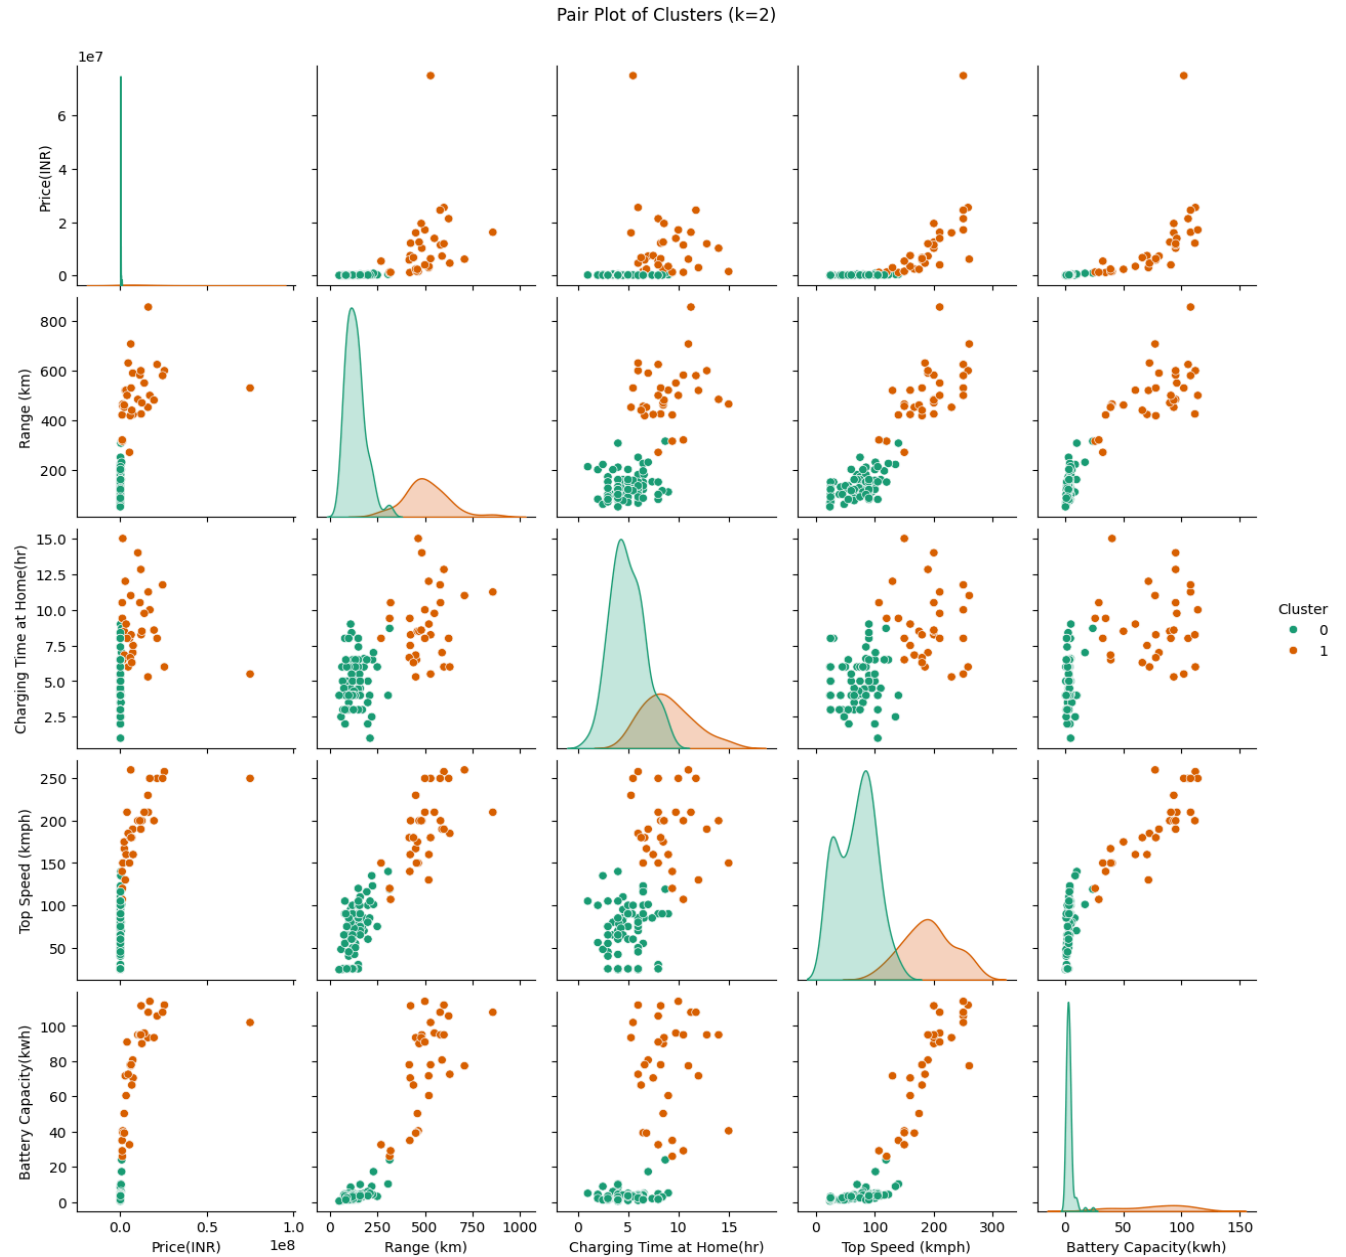 Pair Plot of Clusters (k=2)
1e7
6
4
2
0
Price(INR)
800
600
400
200
Range (km)
15.0
12.5
10.0
7.5
5.0
2.5
Charging Time at Home(hr)
Cluster
0
1
250
200
150
100
50
Top Speed (kmph)
100
80
60
40
20
0
Battery Capacity(kwh)
0.0 0.5 1.0
1e8
Price(INR)
0 250 500 750 1000
Range (km)
0 5 10 15
Charging Time at Home(hr)
0 100 200 300
Top Speed (kmph)
0 50 100 150
Battery Capacity(kwh)